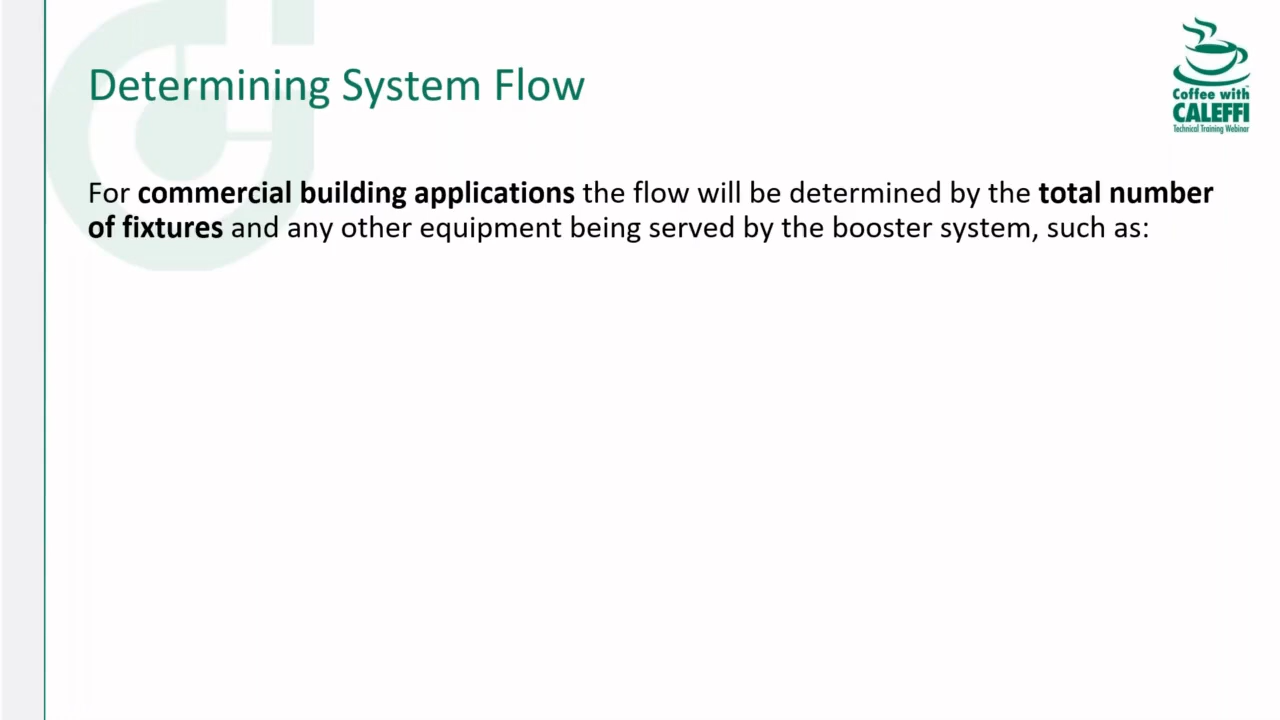 Determining System Flow
Coffee with
CALEFFI
Technical Training Webinar
For commercial building applications the flow will be determined by the total number
of fixtures and any other equipment being served by the booster system, such as: